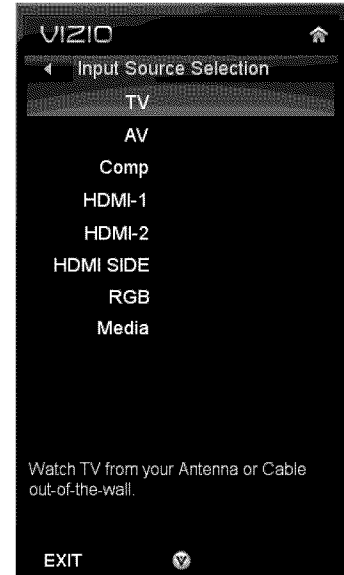 VIZIO
Input Source Selection
TV
AV
Comp
HDMI-1
HDMI-2
HDMI SIDE
RGB
Media
Watch TV from your Antenna or Cable
out-of-the-wall.
EXIT
V